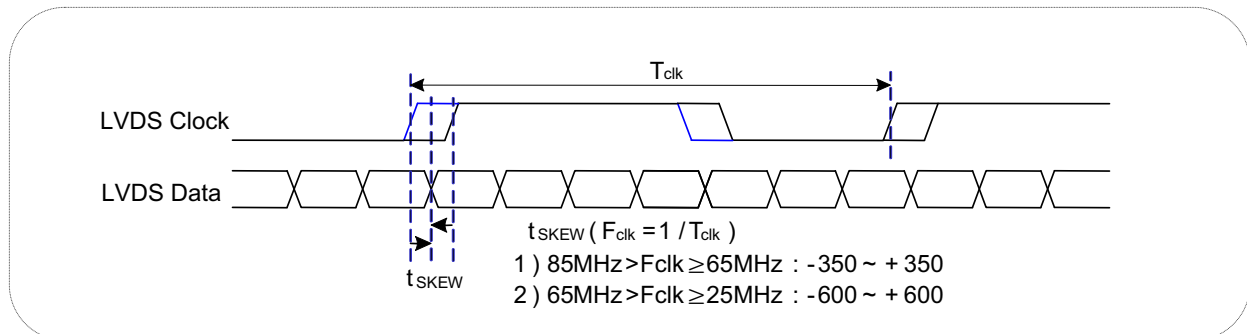 Tclk
LVDS Clock
LVDS Data
tSKEW ( Fclk = 1 / Tclk )
1 ) 85MHz>Fclk≥65MHz : -350 ~ + 350
tSKEW
2 ) 65MHz>Fclk≥25MHz : -600 ~ + 600